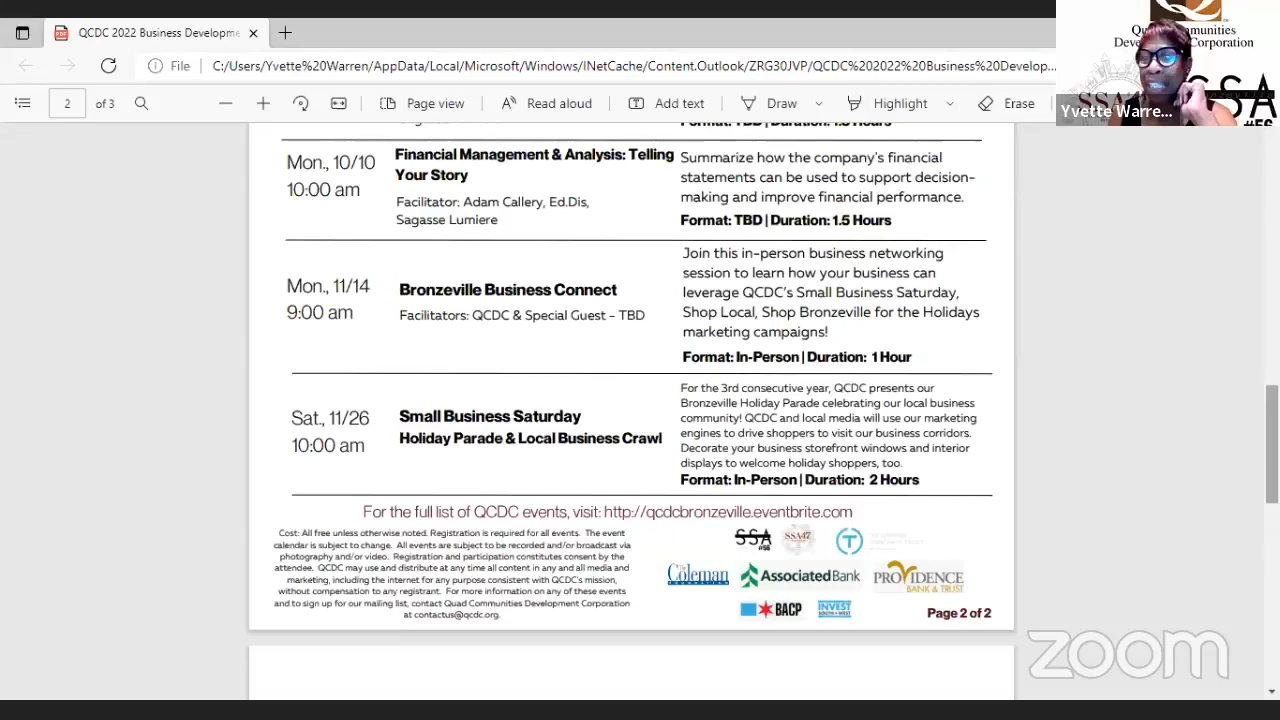 QCDC 2022 Business Developme
File
C:/Users/Yvette%20Warren/AppData/Local/Microsoft/Windows/INetCache/Content.Outlook/ZRG30JVP/QCDC%202022%20Business%20Develop...
2 of 3
Page view
Read aloud
Add text
Draw
Highlight
Erase
Format: TBD | Duration: 1.5 Hours
Mon., 10/10
10:00 am
Financial Management & Analysis: Telling
Your Story
Facilitator: Adam Callery, Ed.Dis,
Sagasse Lumiere
Summarize how the company's financial
statements can be used to support decision-
making and improve financial performance.
Format: TBD | Duration: 1.5 Hours
Mon., 11/14
9:00 am
Bronzeville Business Connect
Facilitators: QCDC & Special Guest - TBD
Join this in-person business networking
session to learn how your business can
leverage QCDC's Small Business Saturday,
Shop Local, Shop Bronzeville for the Holidays
marketing campaigns!
Format: In-Person | Duration: 1 Hour
Sat., 11/26
10:00 am
Small Business Saturday
Holiday Parade & Local Business Crawl
For the 3rd consecutive year, QCDC presents our
Bronzeville Holiday Parade celebrating our local business
community! QCDC and local media will use our marketing
engines to drive shoppers to visit our business corridors.
Decorate your business storefront windows and interior
displays to welcome holiday shoppers, too.
Format: In-Person | Duration: 2 Hours
For the full list of QCDC events, visit: http://qcdcbronzeville.eventbrite.com
Cost: All free unless otherwise noted. Registration is required for all events. The event
calendar is subject to change. All events are subject to be recorded and/or broadcast via
photography and/or video. Registration and participation constitutes consent by the
attendee. QCDC may use and distribute at any time all content in any and all media and
marketing, including the internet for any purpose consistent with QCDC's mission,
without compensation to any registrant. For more information on any of these events
and to sign up for our mailing list, contact Quad Communities Development Corporation
at contactus@qcdc.org.
SSA
#56
SSA47
Coleman
Associated Bank
PROVIDENCE
BANK & TRUST
BACP
INVEST
SOUTH WEST
Page 2 of 2
Yvette Warre...
SSA
#56
zoom